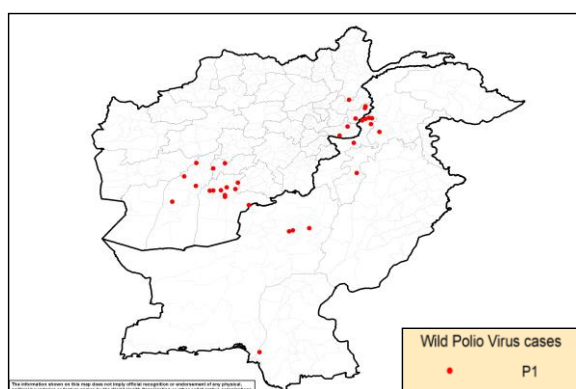 Wild Polio Virus cases
P1
The information shown on this map does not imply official recognition or endorsement of any physical,